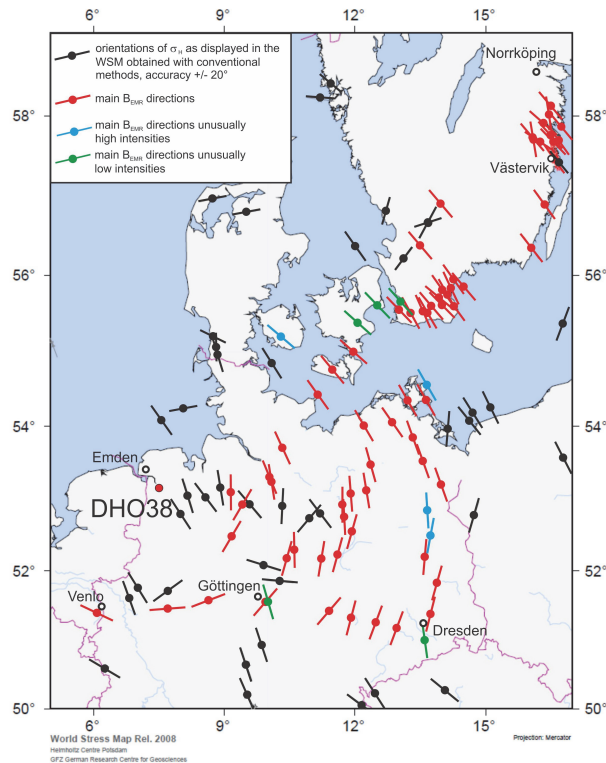 6° 9° 12° 15°
orientations of σH as displayed in the
WSM obtained with conventional
methods, accuracy +/- 20°
main BEMR directions
main BEMR directions unusually
high intensities
main BEMR directions unusually
low intensities
Norrköping
58° 58°
Västervik
56° 56°
54° 54°
Emden
DHO38
52° 52°
Göttingen
Venlo
Dresden
50° 50°
6° 9° 12° 15°
World Stress Map Rel. 2008
Projection: Mercator
Helmholtz Centre Potsdam
GFZ German Research Centre for Geosciences